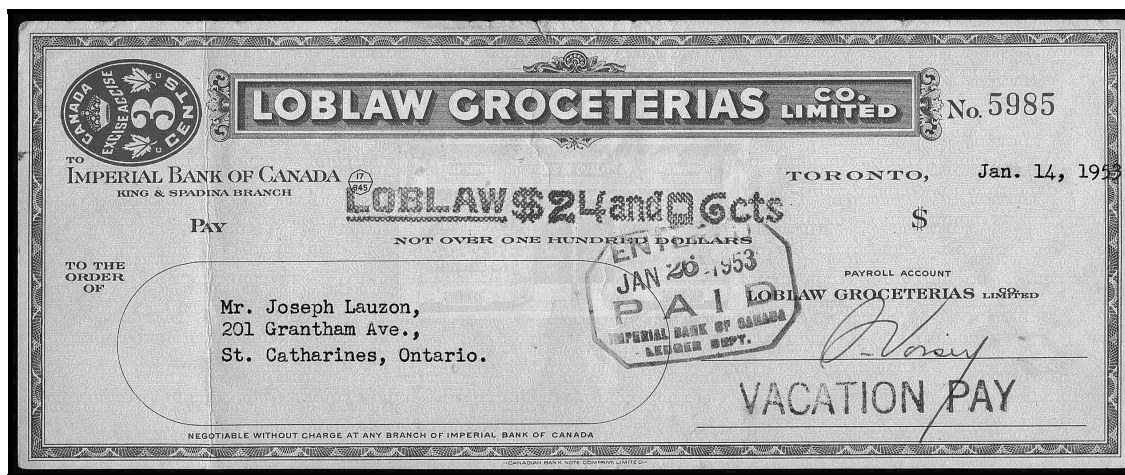 CANADA
EXCISE ACCISE
3
CENTS
LOBLAW GROCETERIAS CO. LIMITED
No. 5985
TO
IMPERIAL BANK OF CANADA
KING & SPADINA BRANCH
17
845
TORONTO, Jan. 14, 1953
PAY
LOBLAW $24 and 06 cts
$
NOT OVER ONE HUNDRED DOLLARS
TO THE
ORDER
OF
Mr. Joseph Lauzon,
201 Grantham Ave.,
St. Catharines, Ontario.
ENTERED
JAN 26 1953
PAID
IMPERIAL BANK OF CANADA
LEDGER DEPT.
PAYROLL ACCOUNT
LOBLAW GROCETERIAS CO. LIMITED
VACATION PAY
NEGOTIABLE WITHOUT CHARGE AT ANY BRANCH OF IMPERIAL BANK OF CANADA
CANADIAN BANK NOTE COMPANY, LIMITED